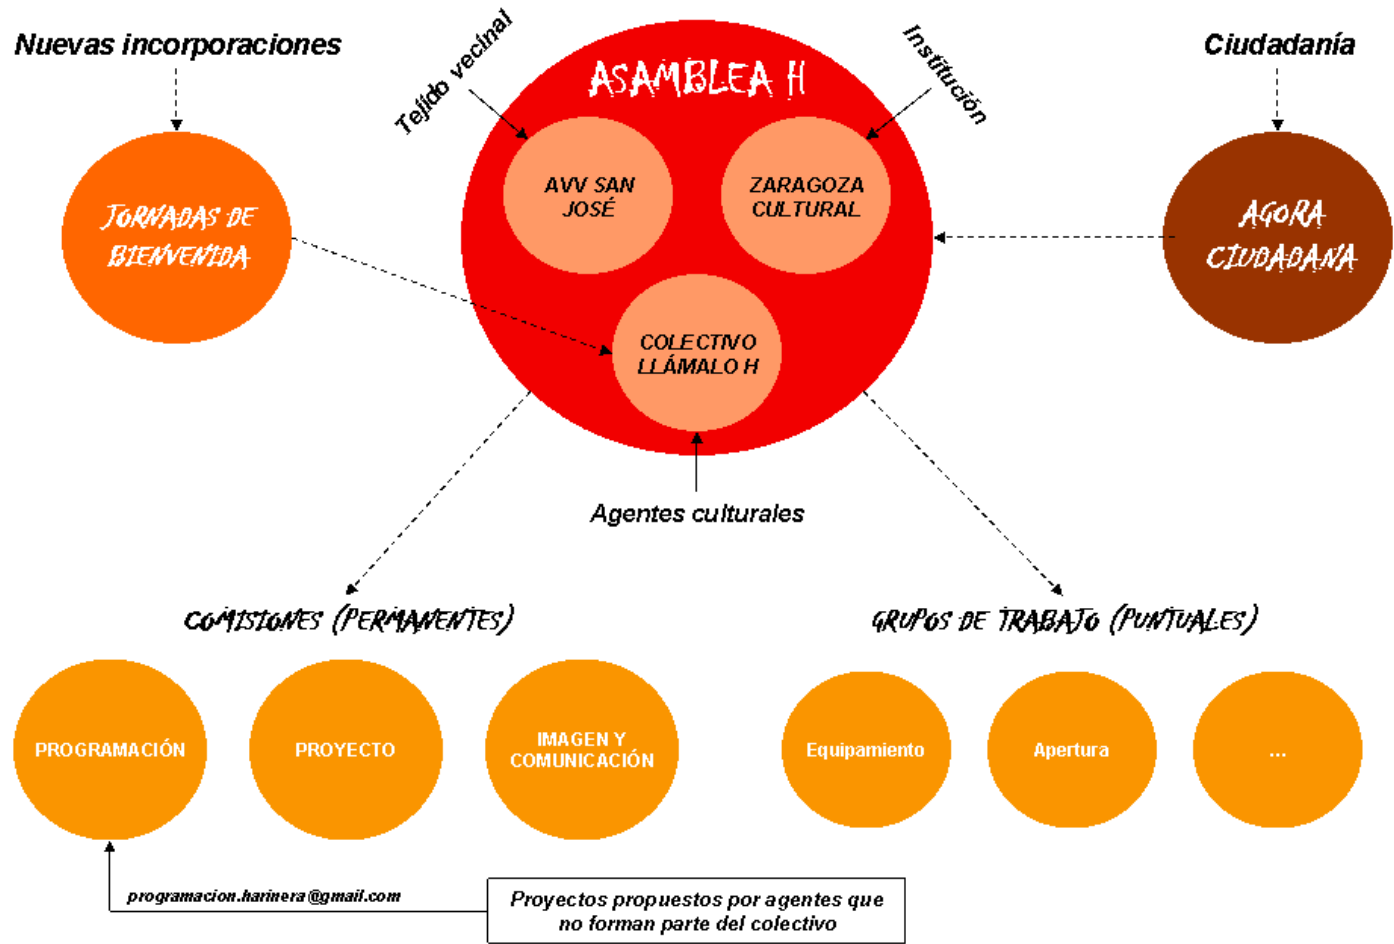 Nuevas incorporaciones
Tejido vecinal
ASAMBLEA H
Institución
Ciudadanía
JORNADAS DE
BIENVENIDA
AVV SAN
JOSÉ
ZARAGOZA
CULTURAL
AGORA
CIUDADANA
COLECTIVO
LLÁMALO H
Agentes culturales
COMISIONES (PERMANENTES)
GRUPOS DE TRABAJO (PUNTUALES)
PROGRAMACIÓN
PROYECTO
IMAGEN Y
COMUNICACIÓN
Equipamiento
Apertura
...
programacion.harinera@gmail.com
Proyectos propuestos por agentes que
no forman parte del colectivo